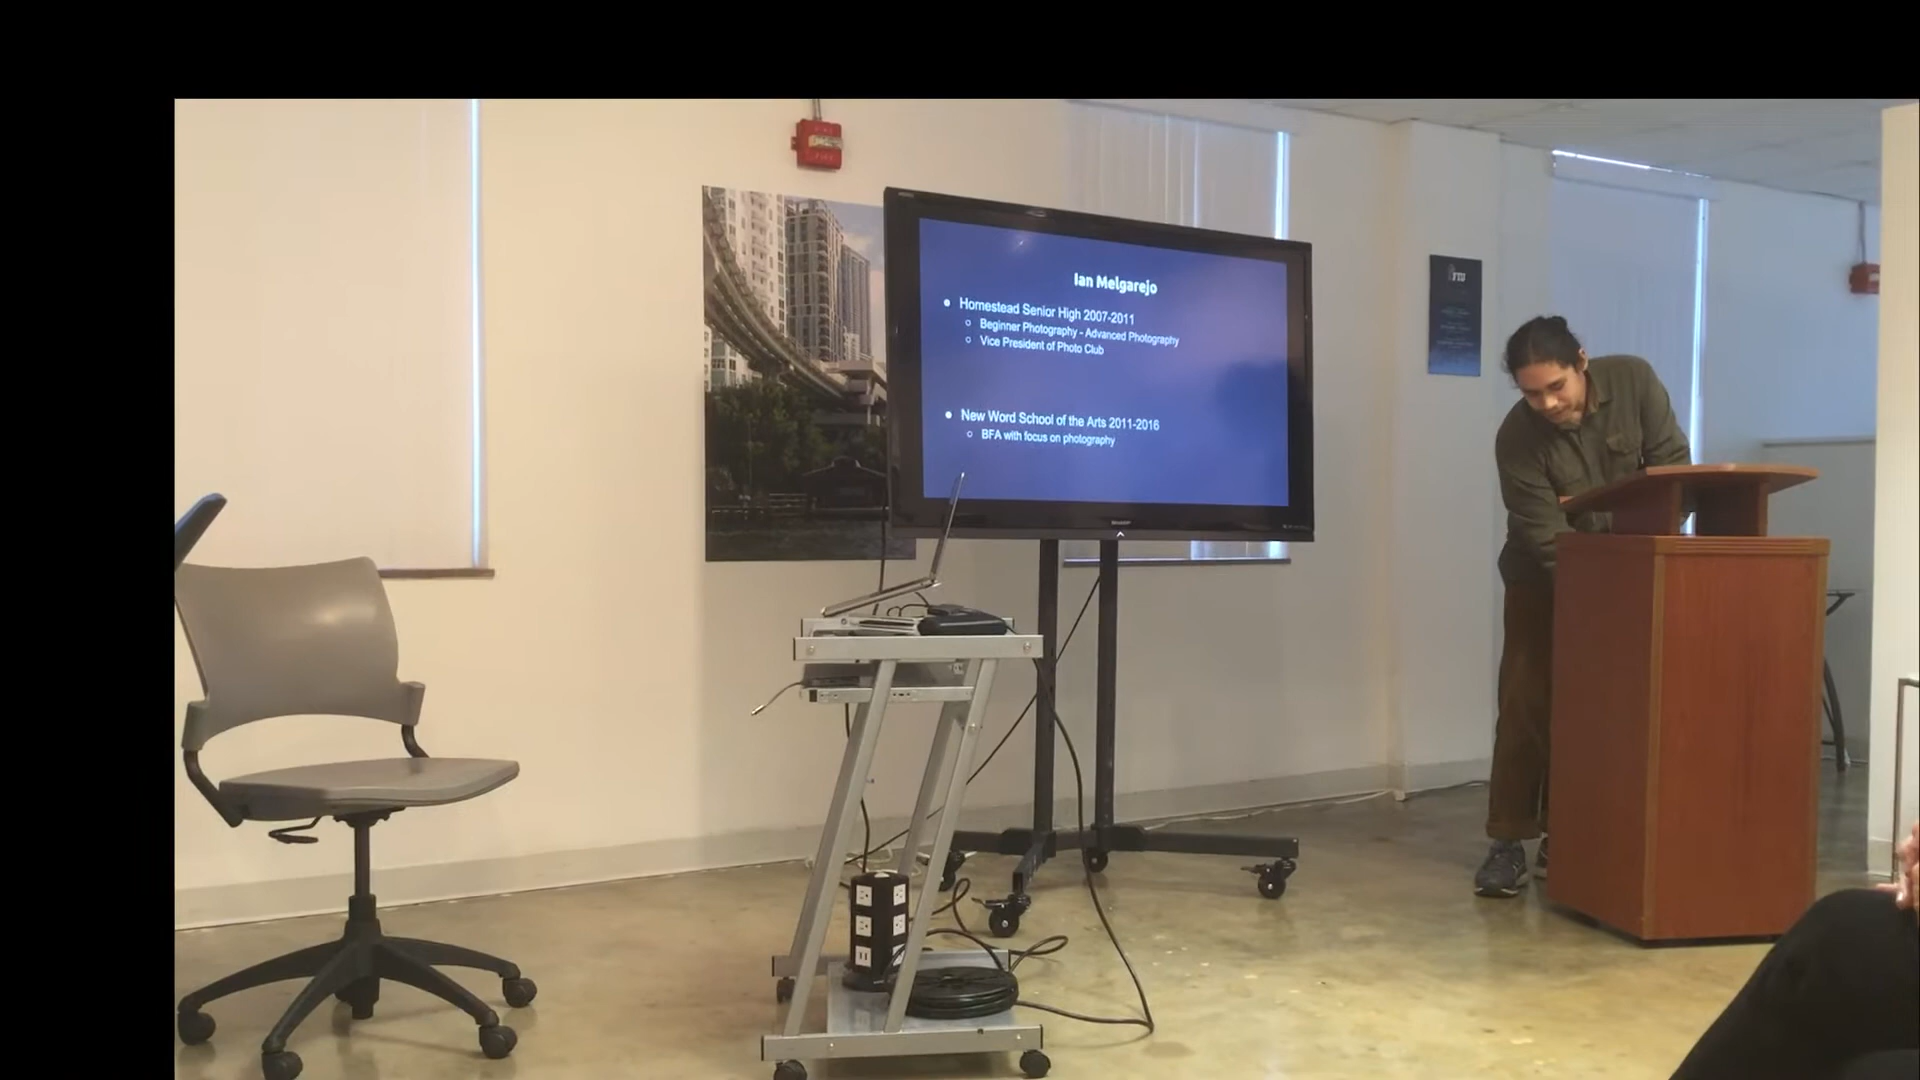 Ian Melgarejo
Homestead Senior High 2007-2011
Beginner Photography - Advanced Photography
Vice President of Photo Club
New Word School of the Arts 2011-2016
BFA with focus on photography
SHARP